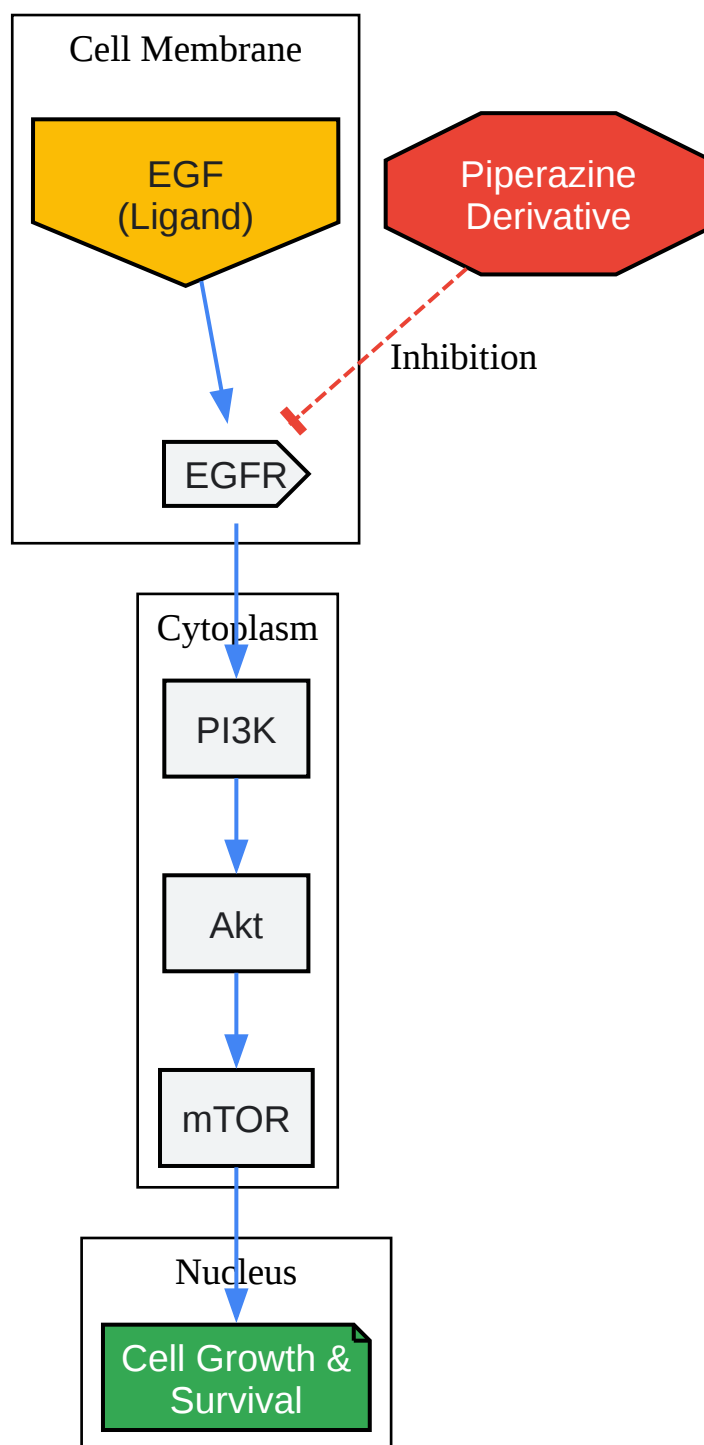 Cell Membrane
EGF
(Ligand)
Piperazine
Derivative
Inhibition
EGFR
Cytoplasm
PI3K
Akt
mTOR
Nucleus
Cell Growth &
Survival